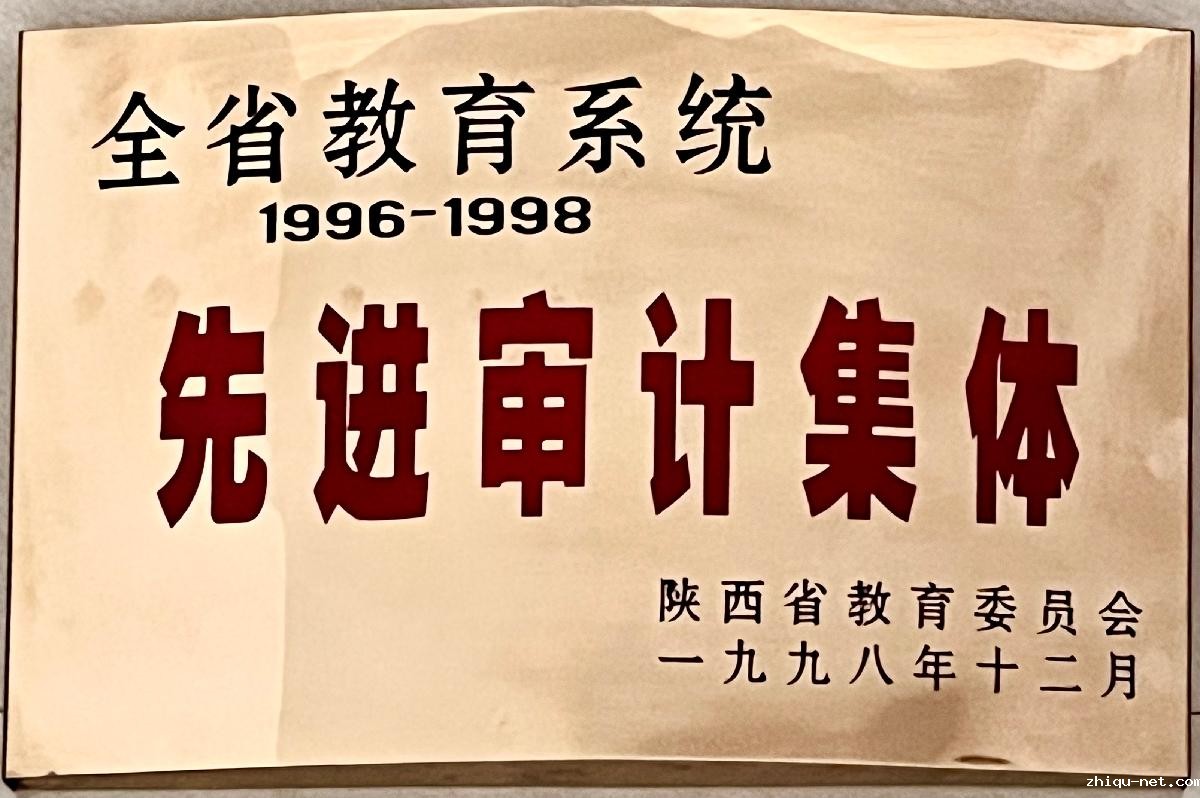 全省教育系统
1996-1998
先进审计集体
陕西省教育委员会
一九九八年十二月
zhiqu-net.com